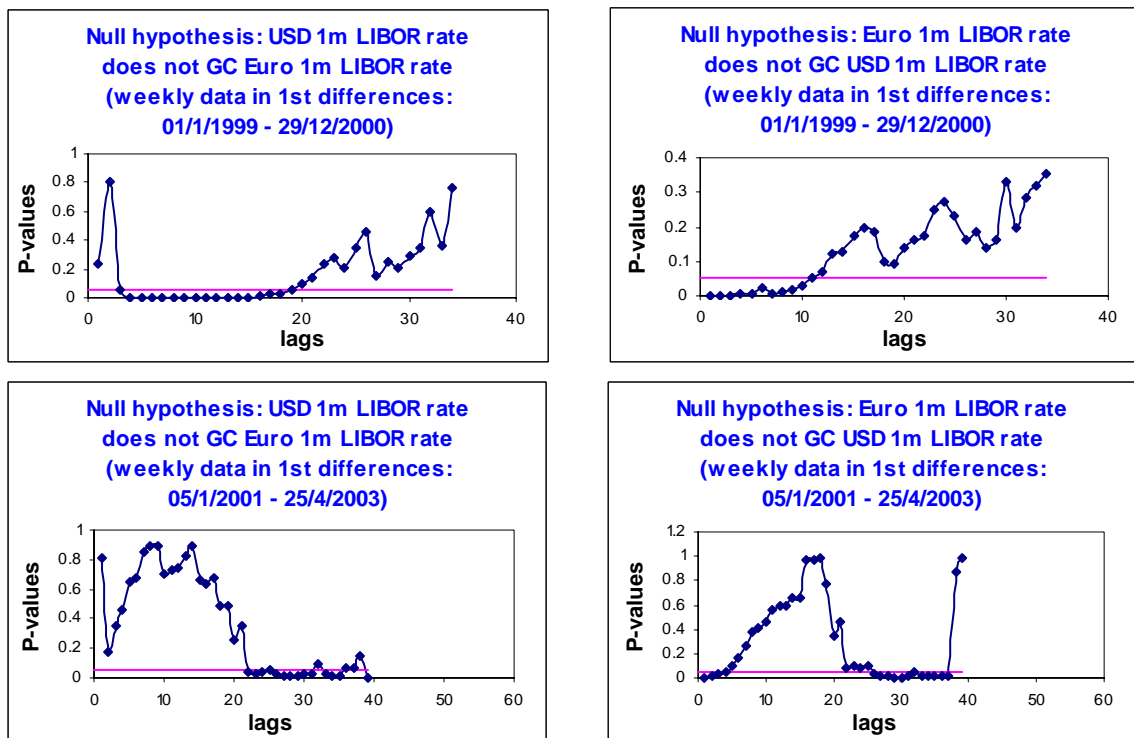 Null hypothesis: USD 1m LIBOR rate
does not GC Euro 1m LIBOR rate
(weekly data in 1st differences:
01/1/1999 - 29/12/2000)
1
0.8
0.6
0.4
0.2
0
P-values
0 10 20 30 40
lags
Null hypothesis: Euro 1m LIBOR rate
does not GC USD 1m LIBOR rate
(weekly data in 1st differences:
01/1/1999 - 29/12/2000)
0.4
0.3
0.2
0.1
0
P-values
0 10 20 30 40
lags
Null hypothesis: USD 1m LIBOR rate
does not GC Euro 1m LIBOR rate
(weekly data in 1st differences:
05/1/2001 - 25/4/2003)
1
0.8
0.6
0.4
0.2
0
P-values
0 10 20 30 40 50 60
lags
Null hypothesis: Euro 1m LIBOR rate
does not GC USD 1m LIBOR rate
(weekly data in 1st differences:
05/1/2001 - 25/4/2003)
1.2
1
0.8
0.6
0.4
0.2
0
P-values
0 10 20 30 40 50 60
lags